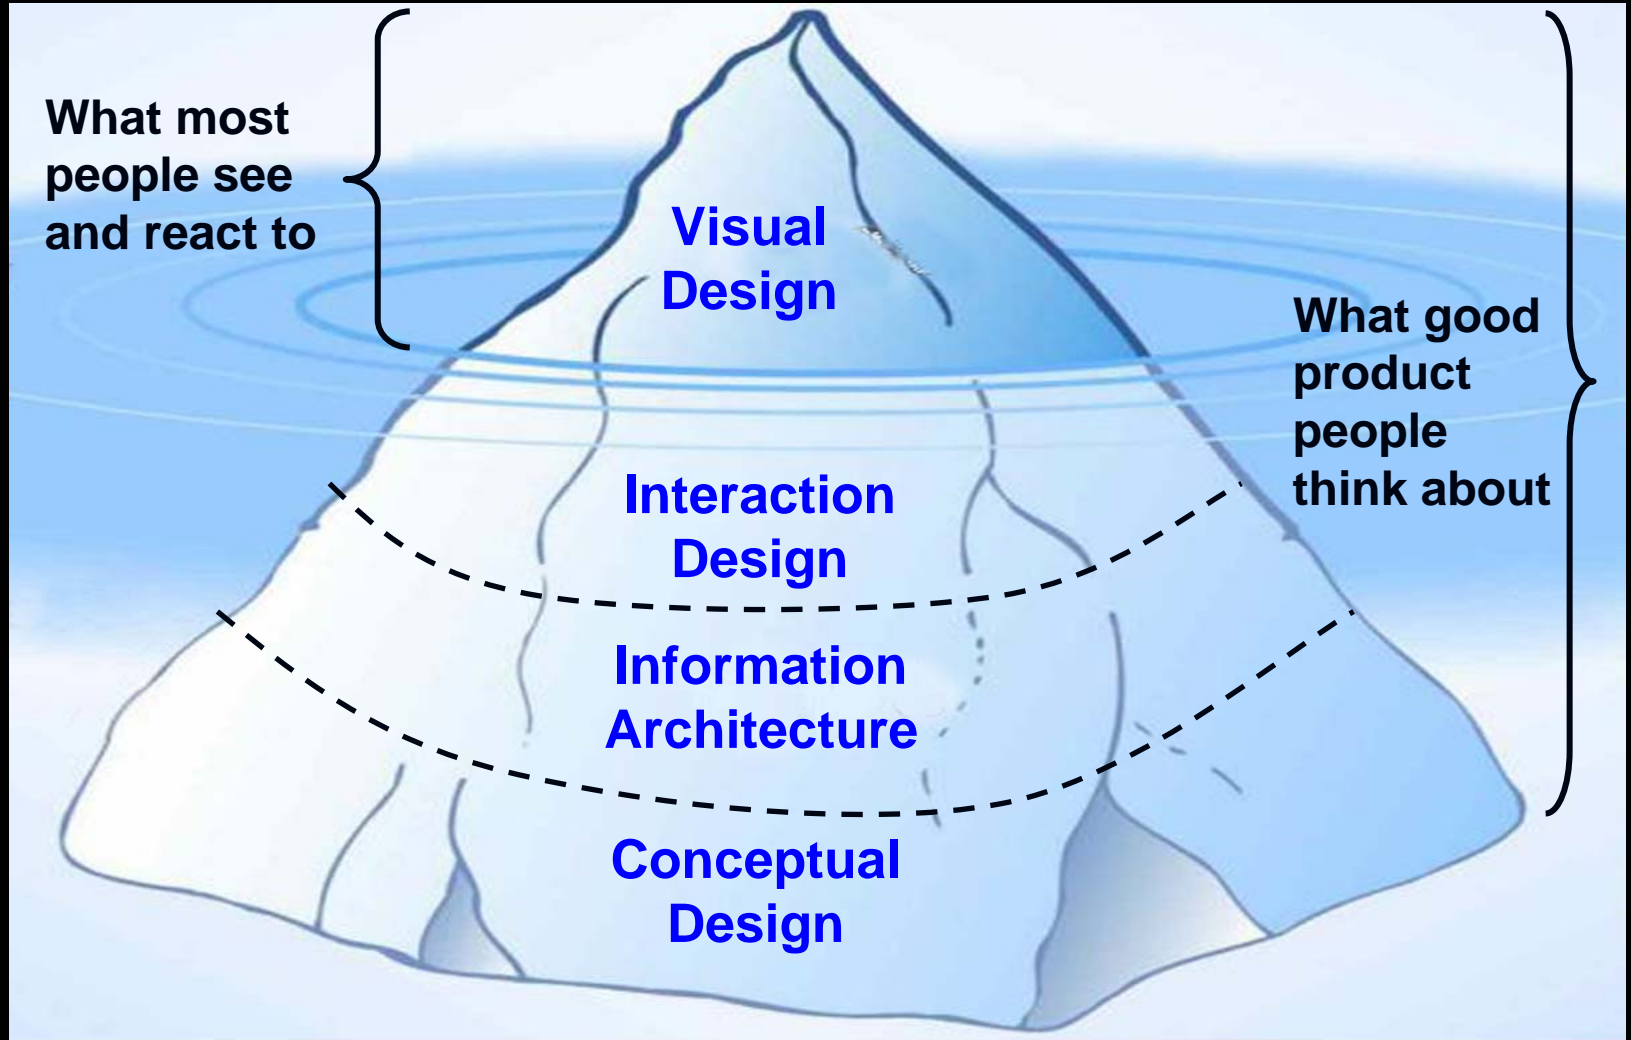 What most
people see
and react to
Visual
Design
What good
product
people
think about
Interaction
Design
Information
Architecture
Conceptual
Design